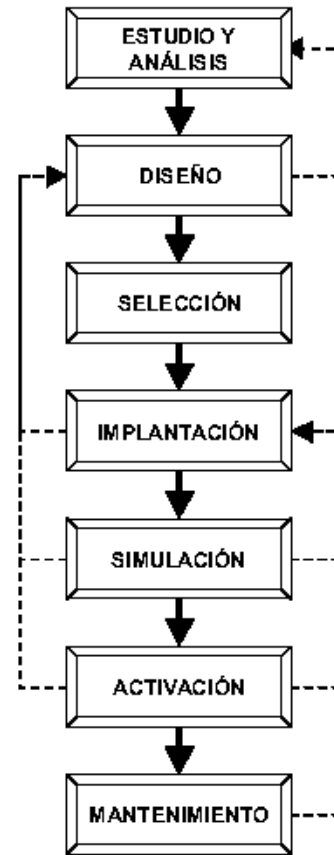 ESTUDIO Y
ANÁLISIS
DISEÑO
SELECCIÓN
IMPLANTACIÓN
SIMULACIÓN
ACTIVACIÓN
MANTENIMIENTO